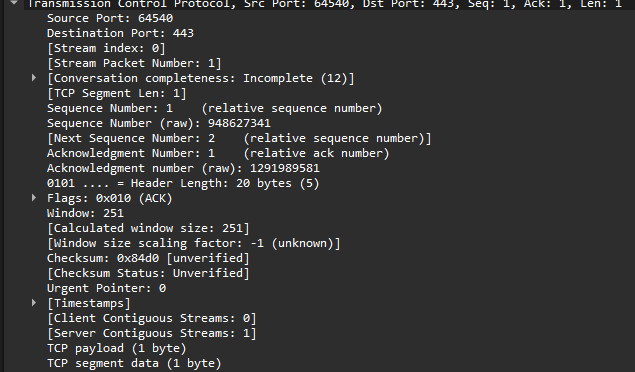 Transmission Control Protocol, Src Port: 64540, Dst Port: 443, Seq: 1, Ack: 1, Len: 1
Source Port: 64540
Destination Port: 443
[Stream index: 0]
[Stream Packet Number: 1]
[Conversation completeness: Incomplete (12)]
[TCP Segment Len: 1]
Sequence Number: 1    (relative sequence number)
Sequence Number (raw): 948627341
[Next Sequence Number: 2    (relative sequence number)]
Acknowledgment Number: 1    (relative ack number)
Acknowledgment number (raw): 1291989581
0101 .... = Header Length: 20 bytes (5)
Flags: 0x010 (ACK)
Window: 251
[Calculated window size: 251]
[Window size scaling factor: -1 (unknown)]
Checksum: 0x84d0 [unverified]
[Checksum Status: Unverified]
Urgent Pointer: 0
[Timestamps]
[Client Contiguous Streams: 0]
[Server Contiguous Streams: 1]
TCP payload (1 byte)
TCP segment data (1 byte)